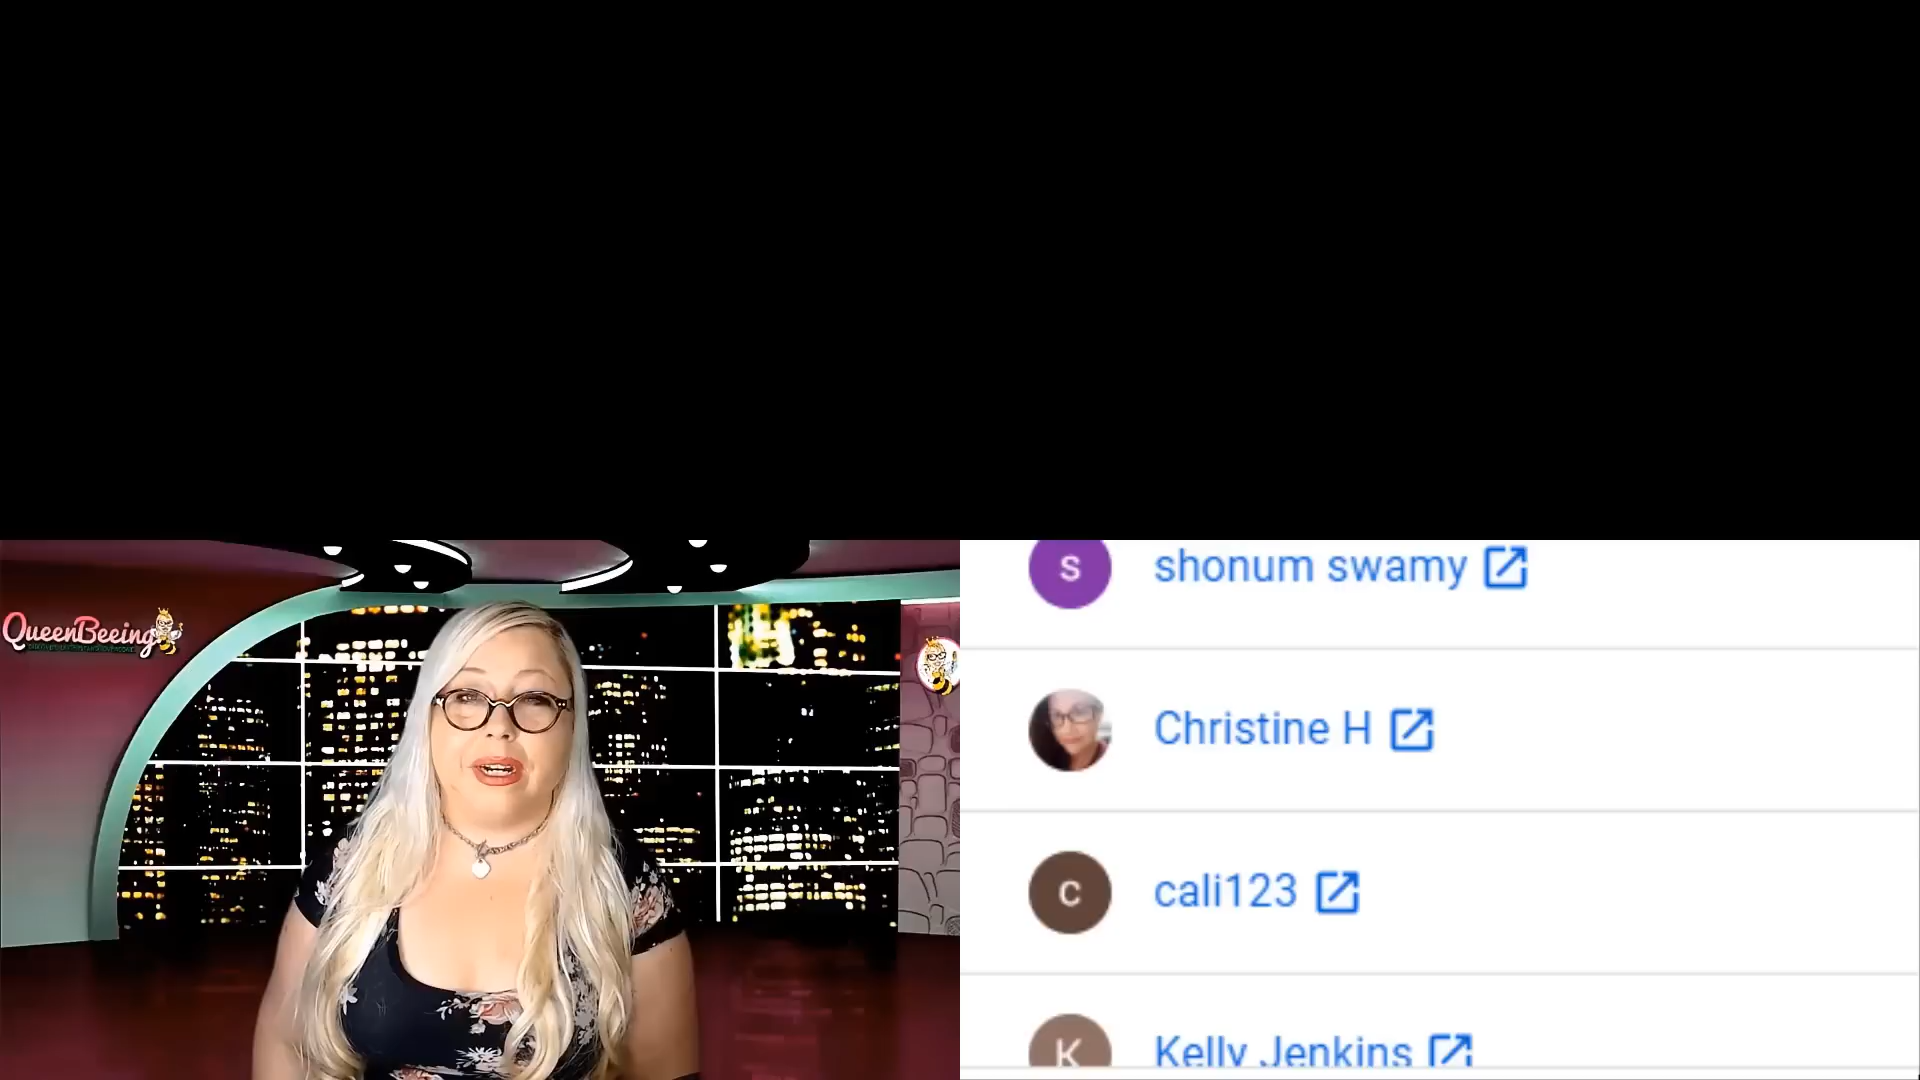 QueenBeeing
shonum swamy
Christine H
cali123
Kelly Jenkins
S
C
K